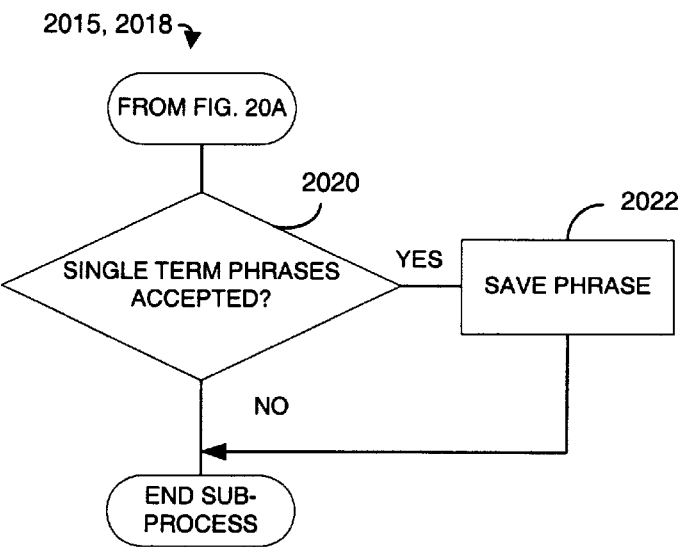 2015, 2018
FROM FIG. 20A
2020
2022
YES
SINGLE TERM PHRASES
ACCEPTED?
SAVE PHRASE
NO
END SUB-
PROCESS